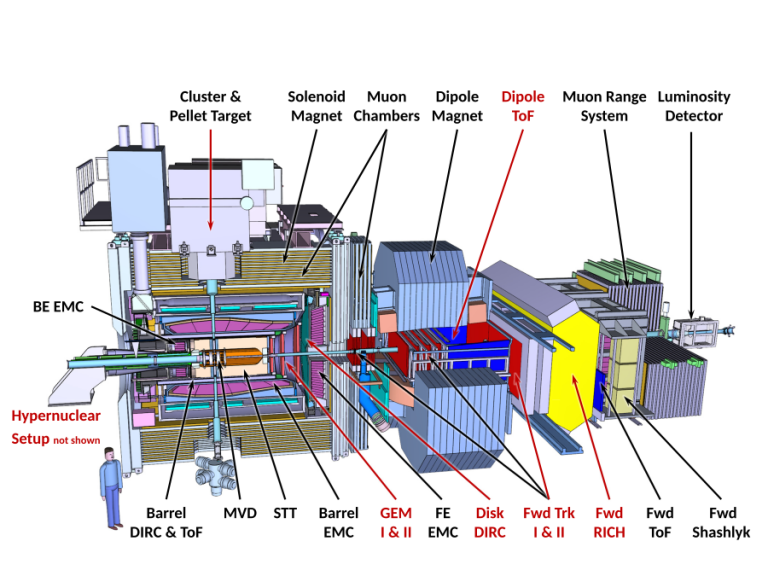 Cluster &
Pellet Target
Solenoid
Magnet
Muon
Chambers
Dipole
Magnet
Dipole
ToF
Muon Range
System
Luminosity
Detector
BE EMC
Hypernuclear
Setup not shown
Barrel
DIRC & ToF
MVD
STT
Barrel
EMC
GEM
I & II
FE
EMC
Disk
DIRC
Fwd Trk
I & II
Fwd
RICH
Fwd
ToF
Fwd
Shashlyk